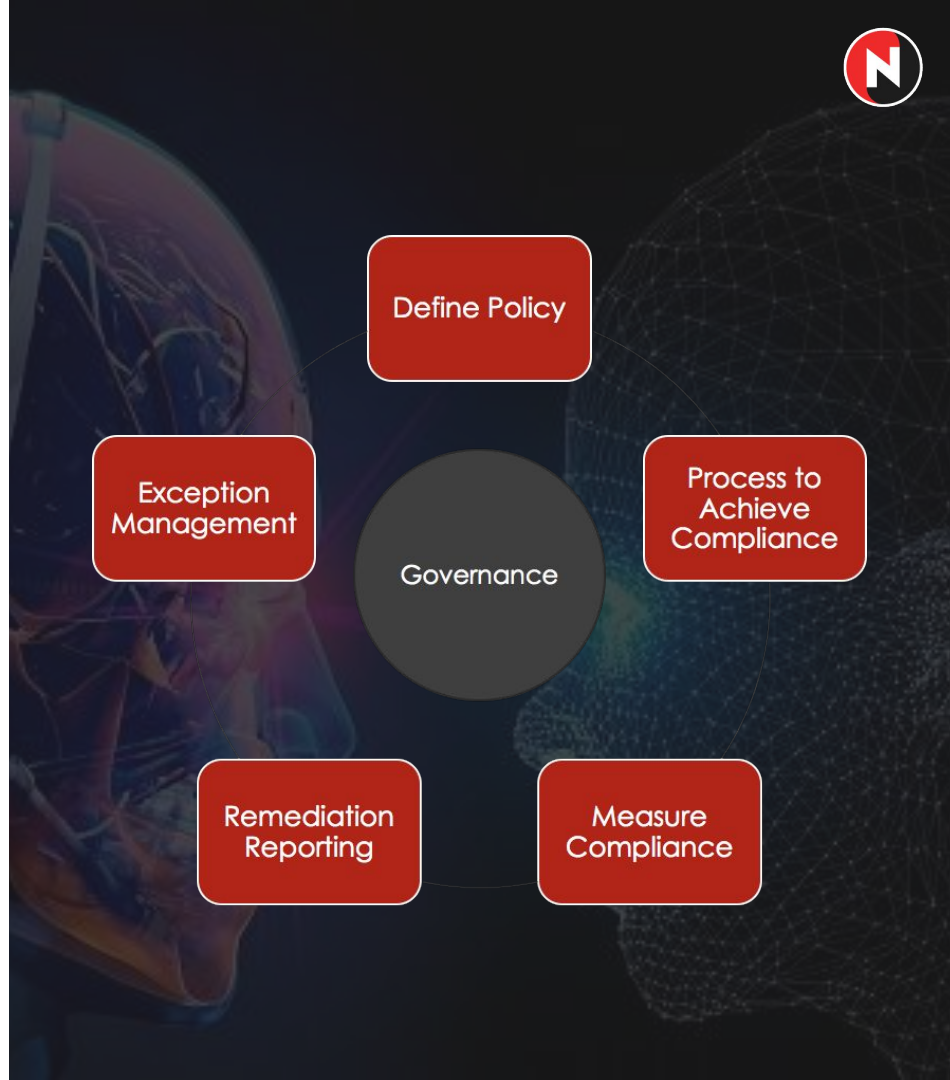 N
Define Policy
Process to
Achieve
Compliance
Exception
Management
Governance
Remediation
Reporting
Measure
Compliance